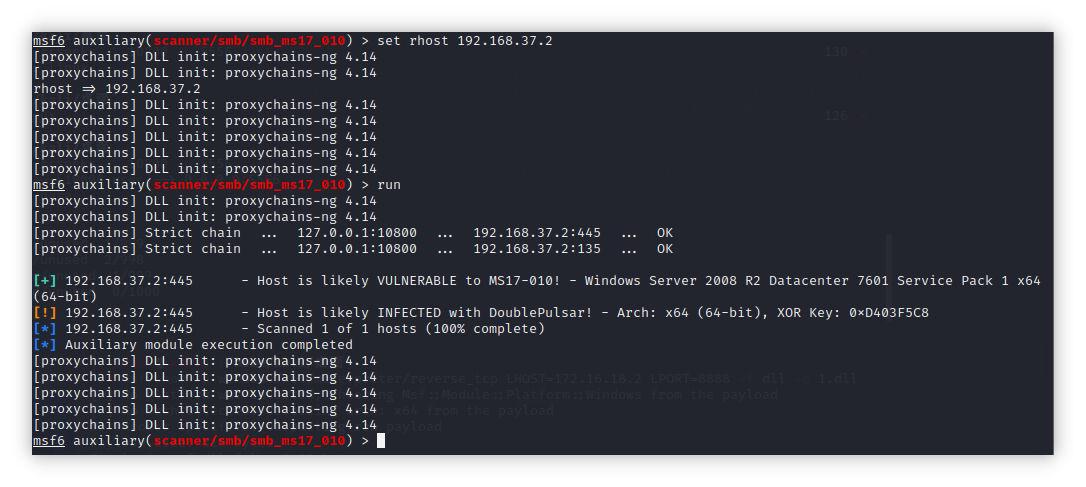 msf6 auxiliary(scanner/smb/smb_ms17_010) > set rhost 192.168.37.2
[proxychains] DLL init: proxychains-ng 4.14
[proxychains] DLL init: proxychains-ng 4.14
rhost => 192.168.37.2
[proxychains] DLL init: proxychains-ng 4.14
[proxychains] DLL init: proxychains-ng 4.14
[proxychains] DLL init: proxychains-ng 4.14
[proxychains] DLL init: proxychains-ng 4.14
[proxychains] DLL init: proxychains-ng 4.14
msf6 auxiliary(scanner/smb/smb_ms17_010) > run
[proxychains] DLL init: proxychains-ng 4.14
[proxychains] DLL init: proxychains-ng 4.14
[proxychains] Strict chain ... 127.0.0.1:10800 ... 192.168.37.2:445 ... OK
[proxychains] Strict chain ... 127.0.0.1:10800 ... 192.168.37.2:135 ... OK
[+] 192.168.37.2:445 - Host is likely VULNERABLE to MS17-010! - Windows Server 2008 R2 Datacenter 7601 Service Pack 1 x64
(64-bit)
[!] 192.168.37.2:445 - Host is likely INFECTED with DoublePulsar! - Arch: x64 (64-bit), XOR Key: 0xD403F5C8
[*] 192.168.37.2:445 - Scanned 1 of 1 hosts (100% complete)
[*] Auxiliary module execution completed
[proxychains] DLL init: proxychains-ng 4.14
[proxychains] DLL init: proxychains-ng 4.14
[proxychains] DLL init: proxychains-ng 4.14
[proxychains] DLL init: proxychains-ng 4.14
[proxychains] DLL init: proxychains-ng 4.14
msf6 auxiliary(scanner/smb/smb_ms17_010) >